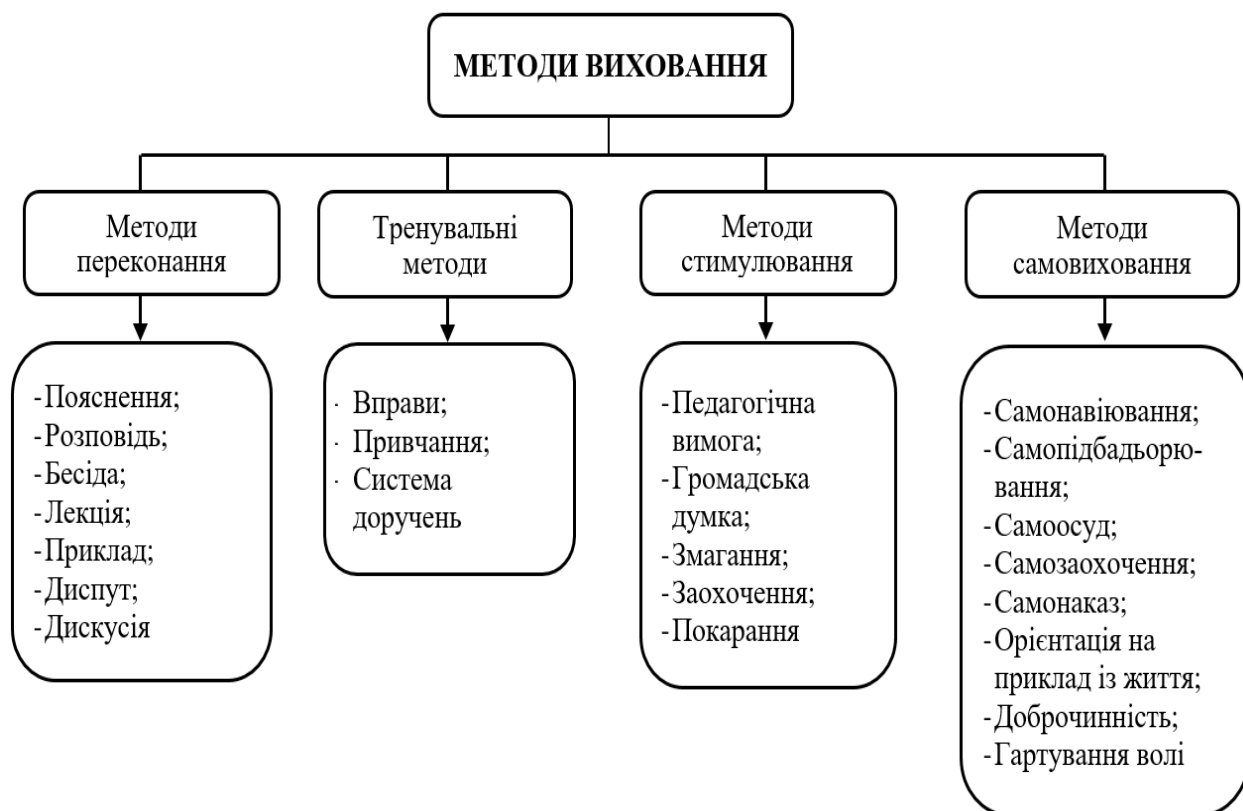 МЕТОДИ ВИХОВАННЯ
Методи
переконання
Тренувальні
методи
Методи
стимулювання
Методи
самовиховання
-Пояснення;
-Розповідь;
-Бесіда;
-Лекція;
-Приклад;
-Диспут;
-Дискусія
· Вправи;
· Привчання;
· Система
доручень
-Педагогічна
вимога;
-Громадська
думка;
-Змагання;
-Заохочення;
-Покарання
-Самонавіювання;
-Самопідбадьорю-
вання;
-Самоосуд;
-Самозаохочення;
-Самонаказ;
-Орієнтація на
приклад із життя;
-Доброчинність;
-Гартування волі